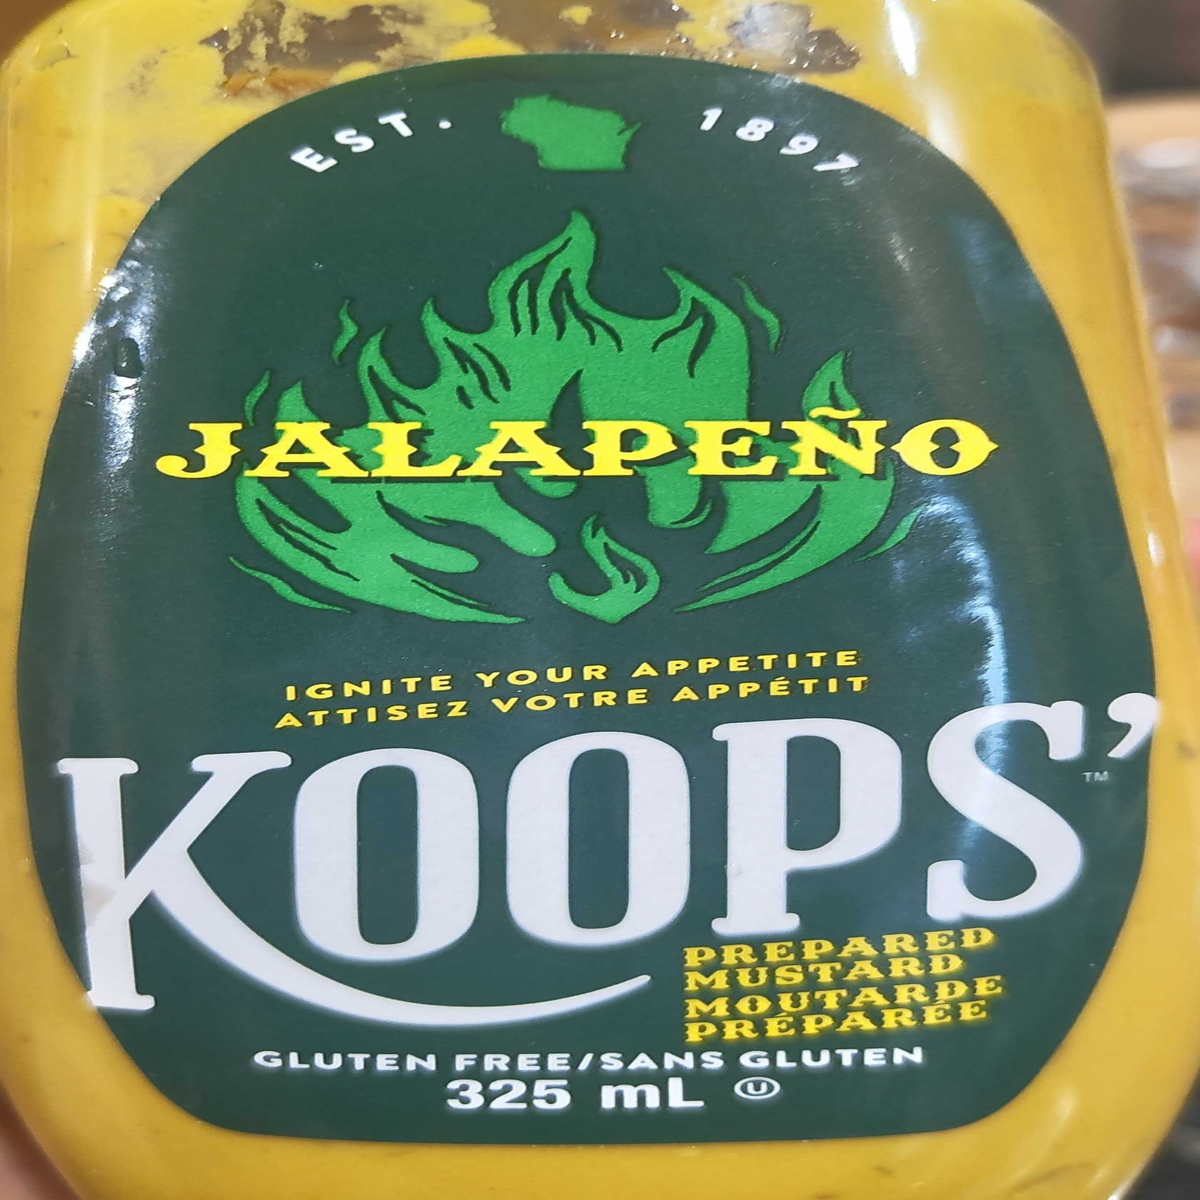 EST. 1897
JALAPEÑO
IGNITE YOUR APPETITE
ATTISEZ VOTRE APPÉTIT
KOOPS'™
PREPARED
MUSTARD
MOUTARDE
PRÉPARÉE
GLUTEN FREE/SANS GLUTEN
325 mL Ⓤ